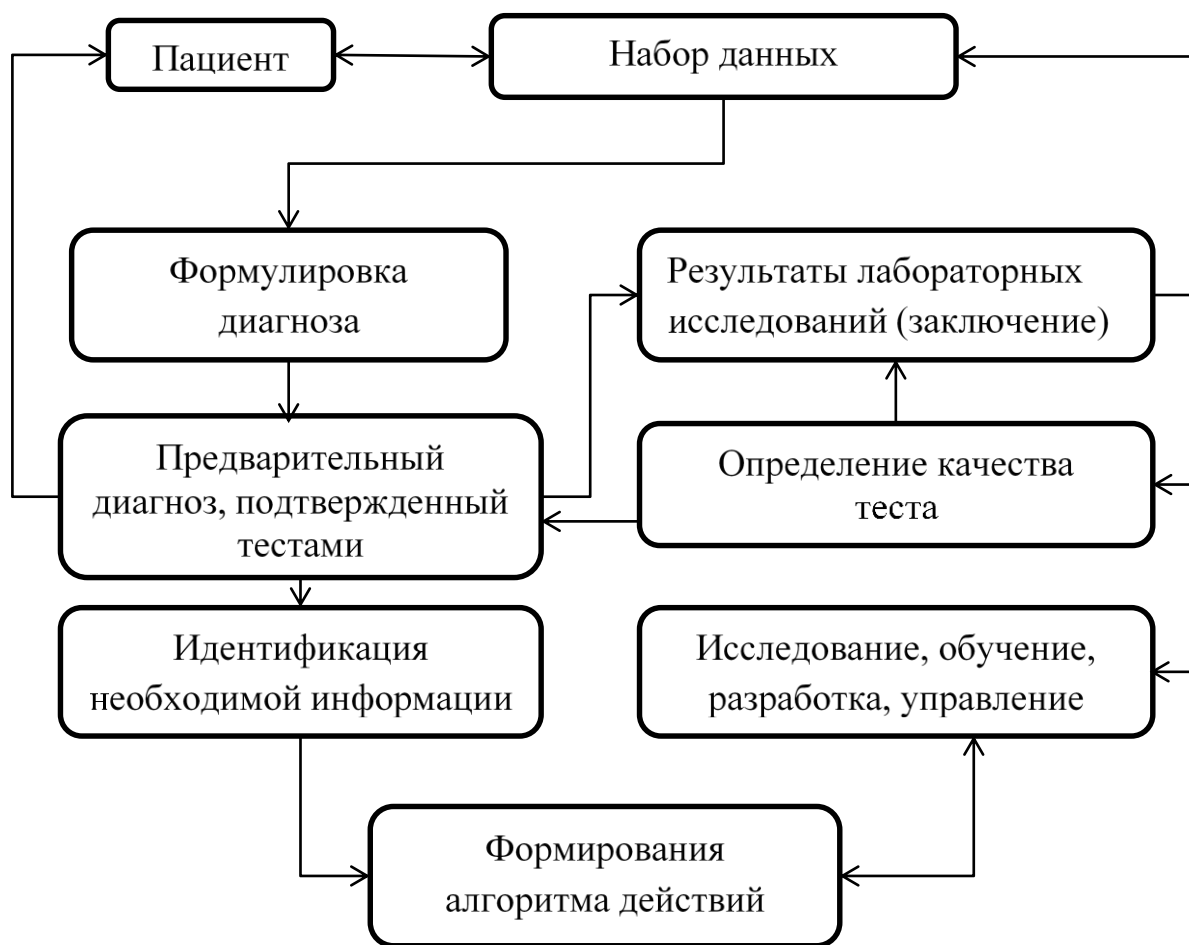 Пациент
Набор данных
Формулировка
диагноза
Результаты лабораторных
исследований (заключение)
Предварительный
диагноз, подтвержденный
тестами
Определение качества
теста
Идентификация
необходимой информации
Исследование, обучение,
разработка, управление
Формирования
алгоритма действий